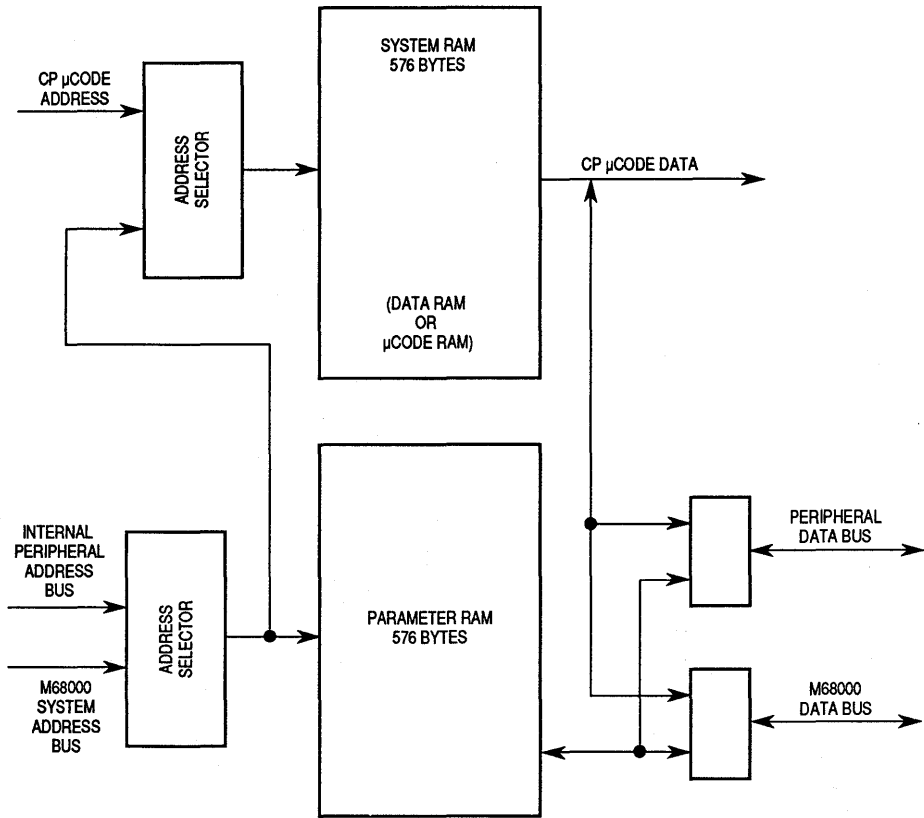 CP µCODE
ADDRESS
ADDRESS
SELECTOR
SYSTEM RAM
576 BYTES
(DATA RAM
OR
µCODE RAM)
CP µCODE DATA
INTERNAL
PERIPHERAL
ADDRESS
BUS
M68000
SYSTEM
ADDRESS
BUS
ADDRESS
SELECTOR
PARAMETER RAM
576 BYTES
PERIPHERAL
DATA BUS
M68000
DATA BUS